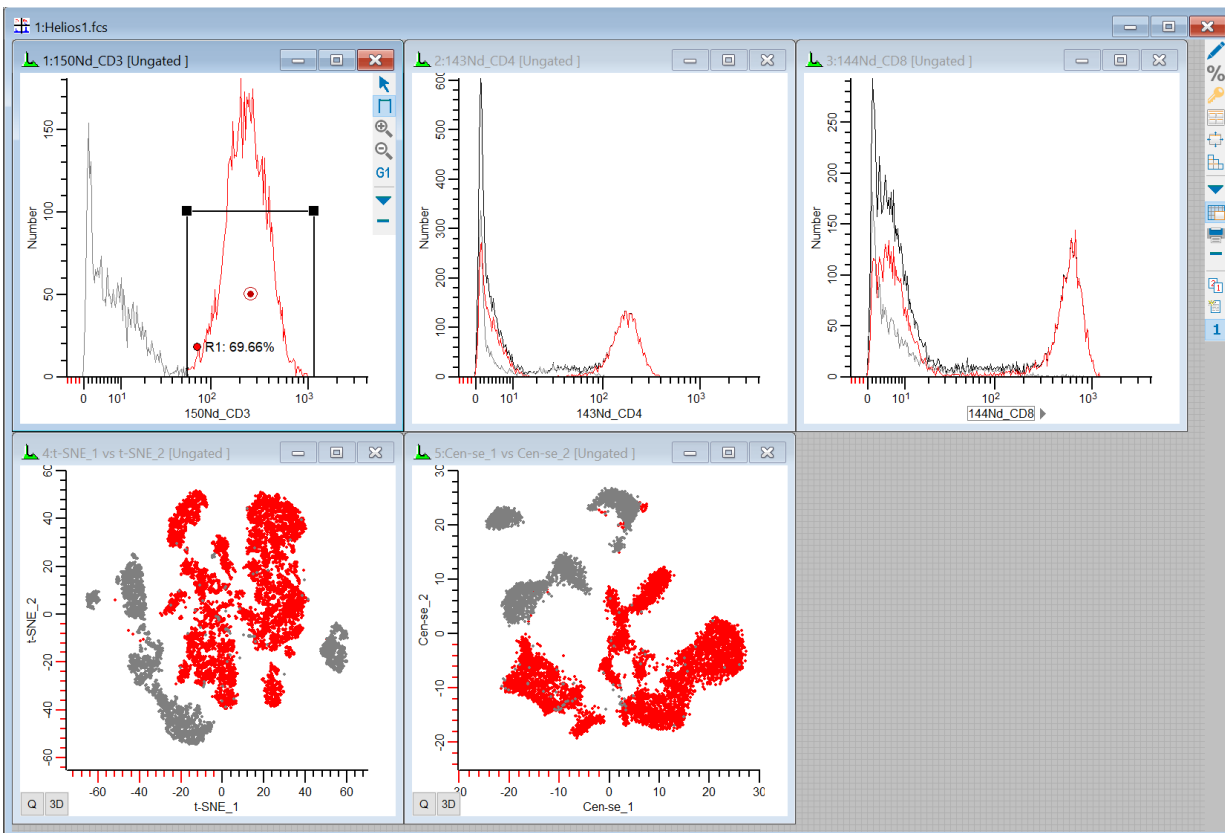 1:Helios1.fcs
1:150Nd_CD3 [Ungated ]
2:143Nd_CD4 [Ungated ]
3:144Nd_CD8 [Ungated ]
Number
150
100
50
0
R1: 69.66%
0 10¹ 10² 10³
150Nd_CD3
G1
Number
600
500
400
300
200
100
0
0 10¹ 10² 10³
143Nd_CD4
Number
250
200
150
100
50
0
0 10¹ 10² 10³
144Nd_CD8
%
1
4:t-SNE_1 vs t-SNE_2 [Ungated ]
5:Cen-se_1 vs Cen-se_2 [Ungated ]
t-SNE_2
60
40
20
0
-20
-40
-60
-60 -40 -20 0 20 40 60
t-SNE_1
Q 3D
Cen-se_2
30
20
10
0
-10
-20
-30 -20 -10 0 10 20 30
Cen-se_1
Q 3D